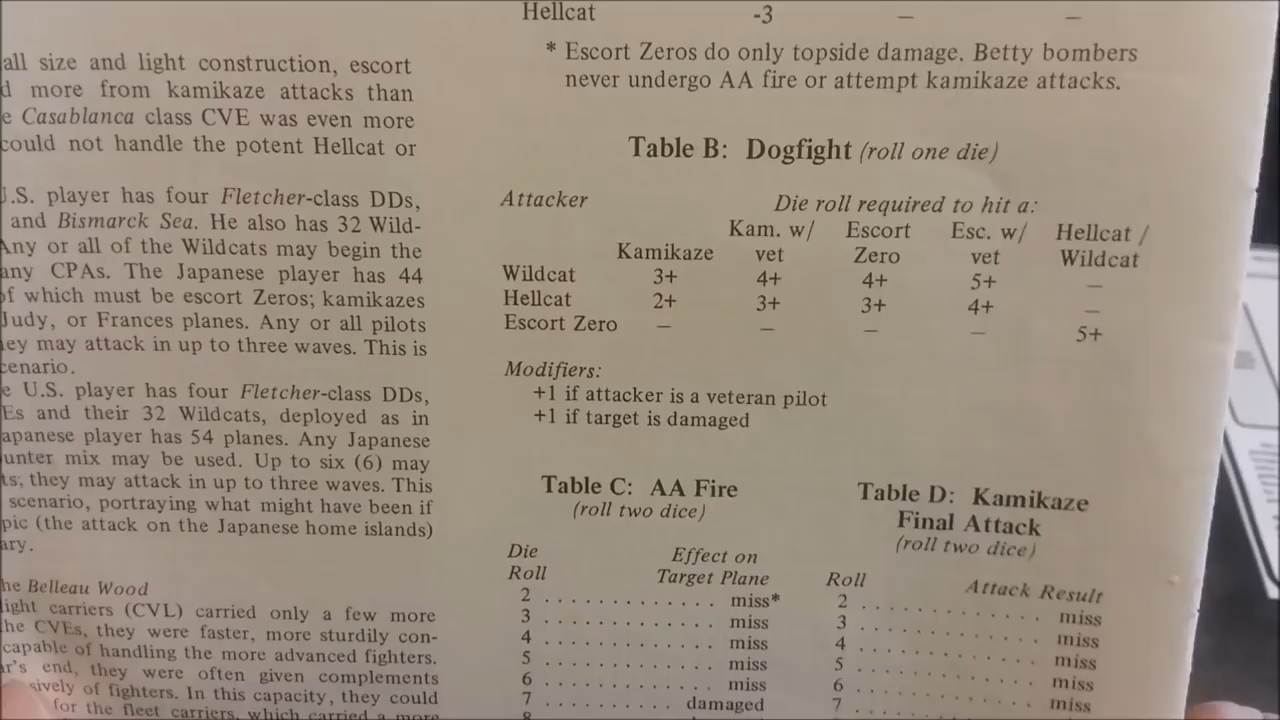 all size and light construction, escort
d more from kamikaze attacks than
e Casablanca class CVE was even more
could not handle the potent Hellcat or
U.S. player has four Fletcher-class DDs,
and Bismarck Sea. He also has 32 Wild-
Any or all of the Wildcats may begin the
any CPAs. The Japanese player has 44
of which must be escort Zeros; kamikazes
Judy, or Frances planes. Any or all pilots
ey may attack in up to three waves. This is
cenario.
e U.S. player has four Fletcher-class DDs,
Es and their 32 Wildcats, deployed as in
apanese player has 54 planes. Any Japanese
unter mix may be used. Up to six (6) may
ts; they may attack in up to three waves. This
scenario, portraying what might have been if
pic (the attack on the Japanese home islands)
ary.
he Belleau Wood
light carriers (CVL) carried only a few more
the CVEs, they were faster, more sturdily con-
capable of handling the more advanced fighters.
ar's end, they were often given complements
sively of fighters. In this capacity, they could
for the fleet carriers, which carried a more
Hellcat -3 — —
* Escort Zeros do only topside damage. Betty bombers
never undergo AA fire or attempt kamikaze attacks.
Table B: Dogfight (roll one die)
Attacker Die roll required to hit a:
Kam. w/ Escort Esc. w/ Hellcat /
Kamikaze vet Zero vet Wildcat
Wildcat 3+ 4+ 4+ 5+ —
Hellcat 2+ 3+ 3+ 4+ —
Escort Zero — — — — 5+
Modifiers:
+1 if attacker is a veteran pilot
+1 if target is damaged
Table C: AA Fire
(roll two dice)
Die Effect on
Roll Target Plane
2 . . . . . . . . . . . . . miss*
3 . . . . . . . . . . . . . miss
4 . . . . . . . . . . . . . miss
5 . . . . . . . . . . . . . miss
6 . . . . . . . . . . . . . miss
7 . . . . . . . . . . damaged
8
Table D: Kamikaze
Final Attack
(roll two dice)
Roll Attack Result
2 . . . . . . . . . . . . miss
3 . . . . . . . . . . . . miss
4 . . . . . . . . . . . . miss
5 . . . . . . . . . . . . miss
6 . . . . . . . . . . . . miss
7 . . . . . . . . . . . . miss